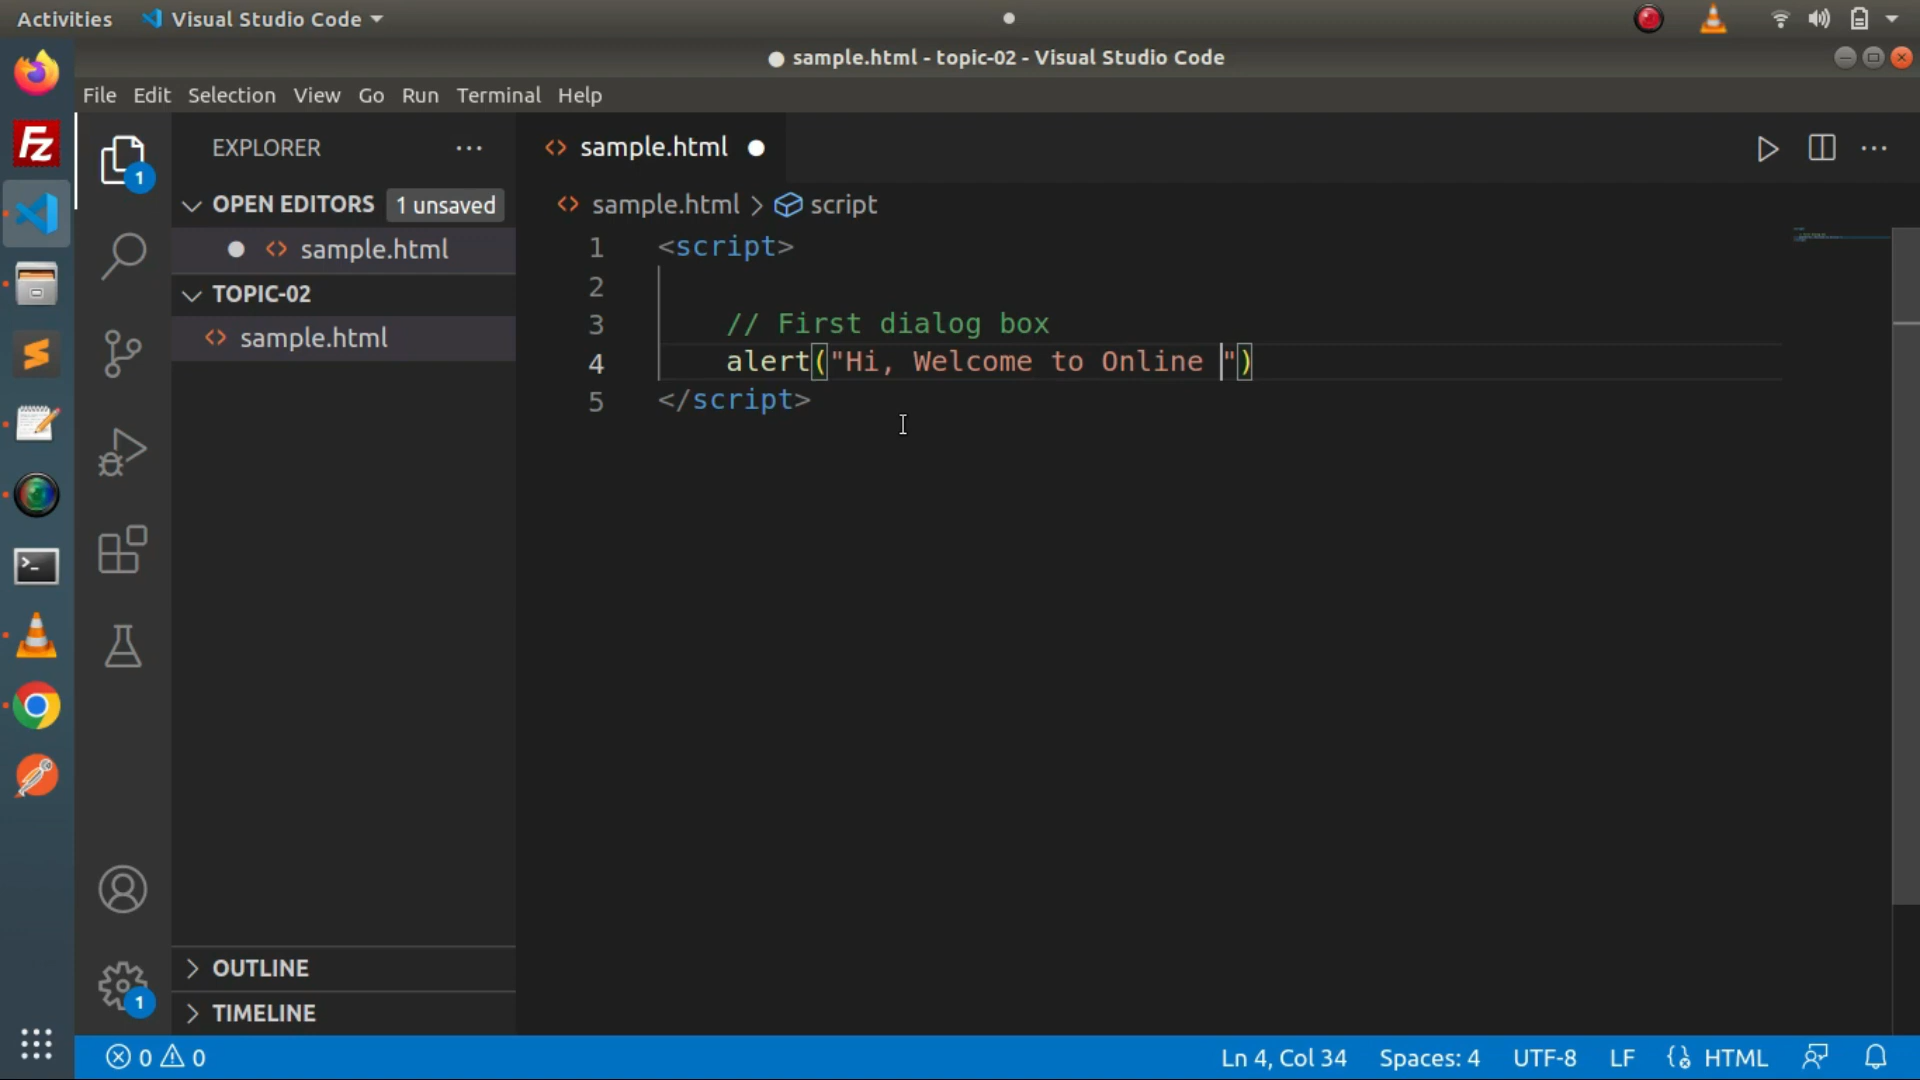 Activities Visual Studio Code
sample.html - topic-02 - Visual Studio Code
File Edit Selection View Go Run Terminal Help
EXPLORER
1
OPEN EDITORS 1 unsaved
sample.html
TOPIC-02
sample.html
OUTLINE
TIMELINE
1
sample.html
sample.html > script
1 <script>
2
3 // First dialog box
4 alert("Hi, Welcome to Online ")
5 </script>
0 0
Ln 4, Col 34 Spaces: 4 UTF-8 LF HTML